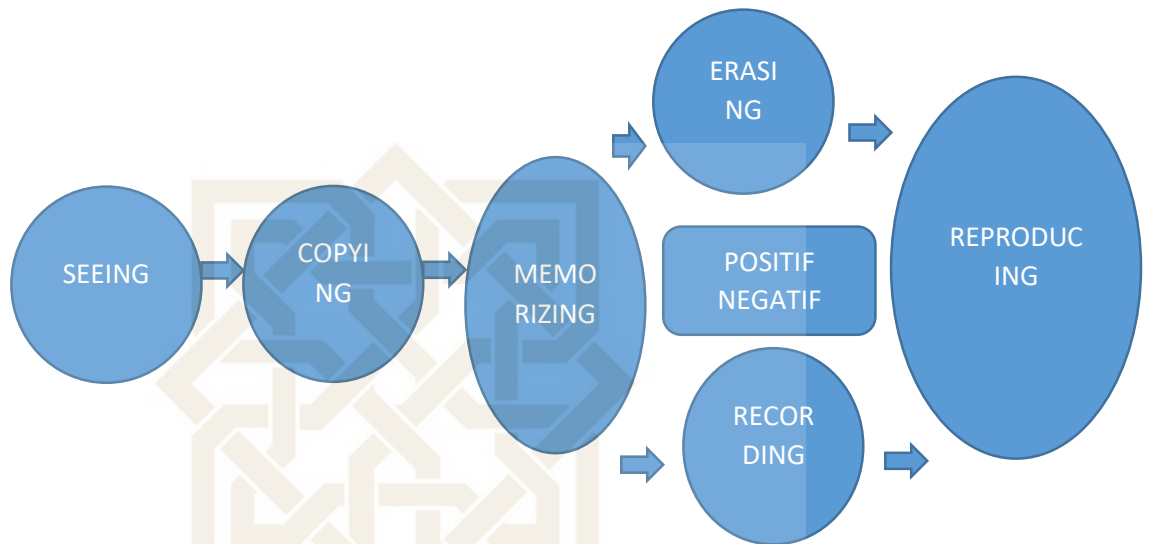 SEEING
COPYI
NG
MEMO
RIZING
ERASI
NG
POSITIF
NEGATIF
RECOR
DING
REPRODUC
ING